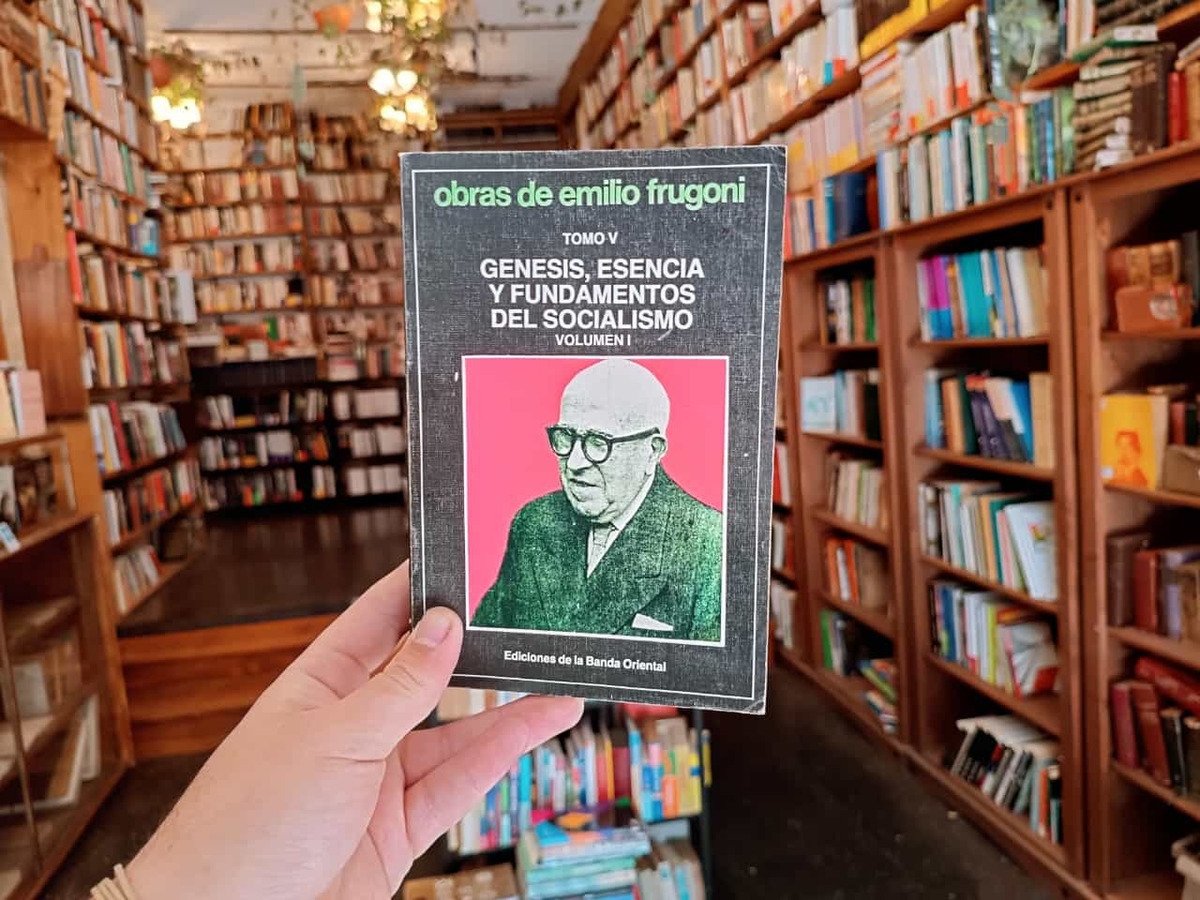 obras de emilio frugoni
TOMO V
GENESIS, ESENCIA
Y FUNDAMENTOS
DEL SOCIALISMO
VOLUMEN I
Ediciones de la Banda Oriental